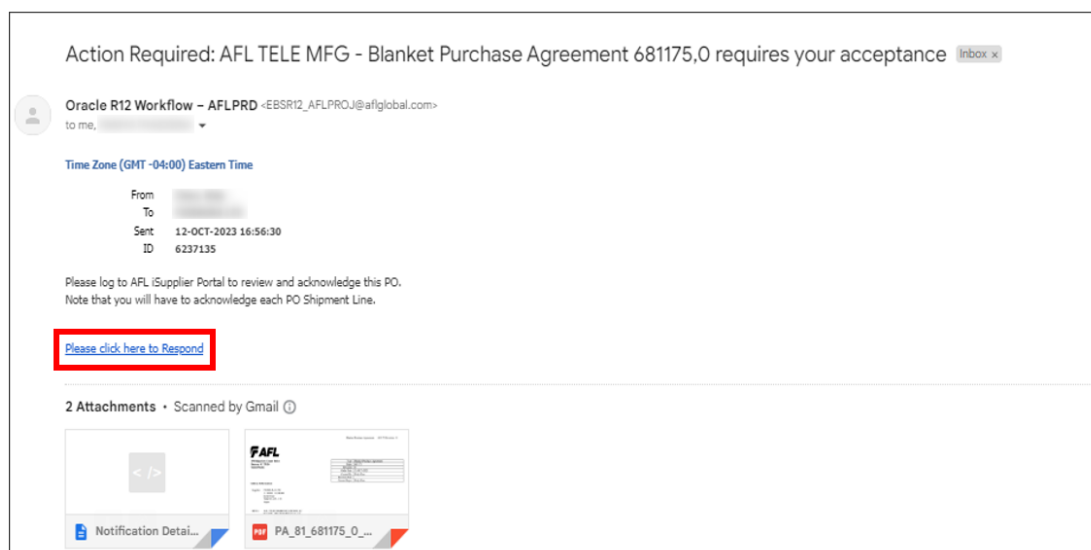 Action Required: AFL TELE MFG - Blanket Purchase Agreement 681175,0 requires your acceptance Inbox x
Oracle R12 Workflow – AFLPRD <EBSR12_AFLPROJ@aflglobal.com>
to me,
Time Zone (GMT -04:00) Eastern Time
From
To
Sent 12-OCT-2023 16:56:30
ID 6237135
Please log to AFL iSupplier Portal to review and acknowledge this PO.
Note that you will have to acknowledge each PO Shipment Line.
Please click here to Respond
2 Attachments • Scanned by Gmail
</>
AFL
Notification Detai...
PDF PA_81_681175_0_...